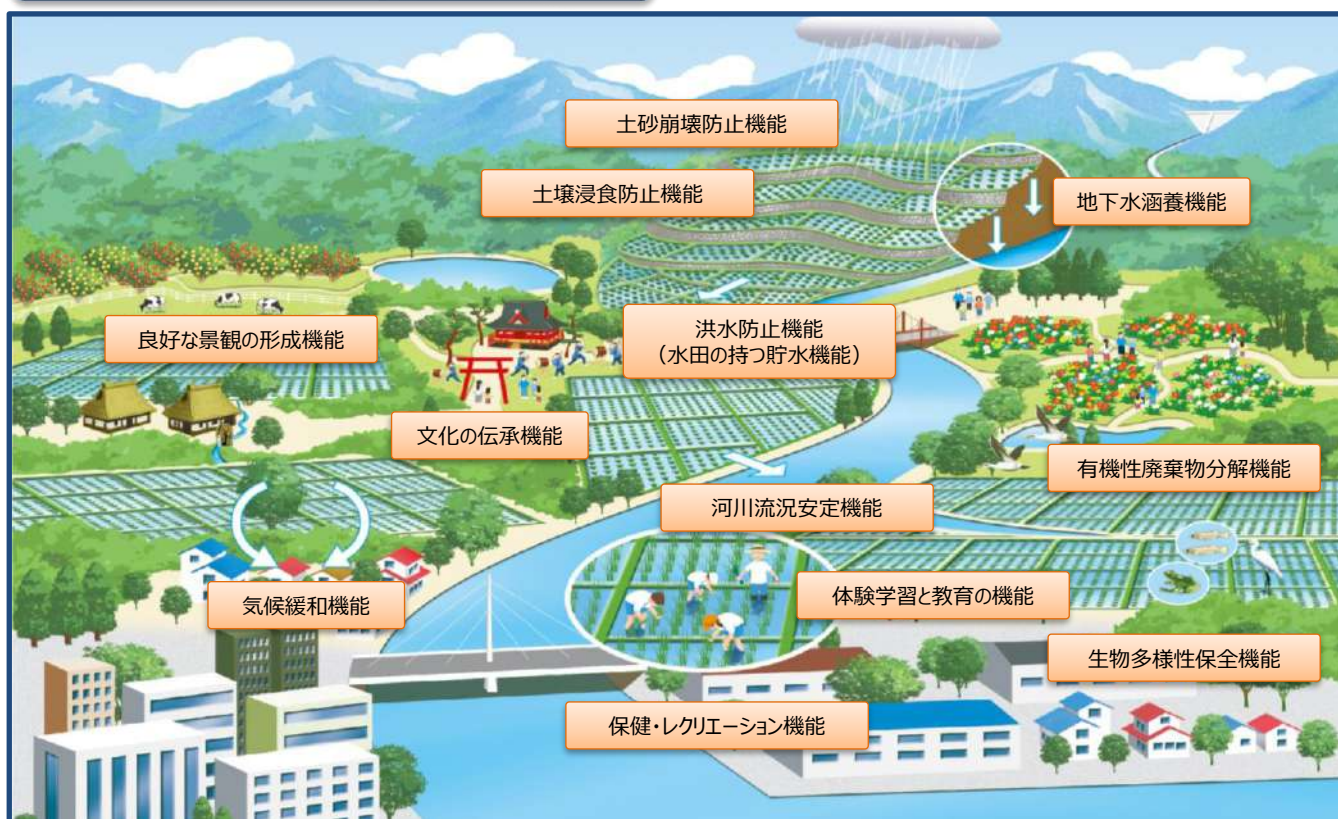 土砂崩壊防止機能
土壌浸食防止機能
地下水涵養機能
良好な景観の形成機能
洪水防止機能
（水田の持つ貯水機能）
文化の伝承機能
有機性廃棄物分解機能
河川流況安定機能
気候緩和機能
体験学習と教育の機能
生物多様性保全機能
保健・レクリエーション機能